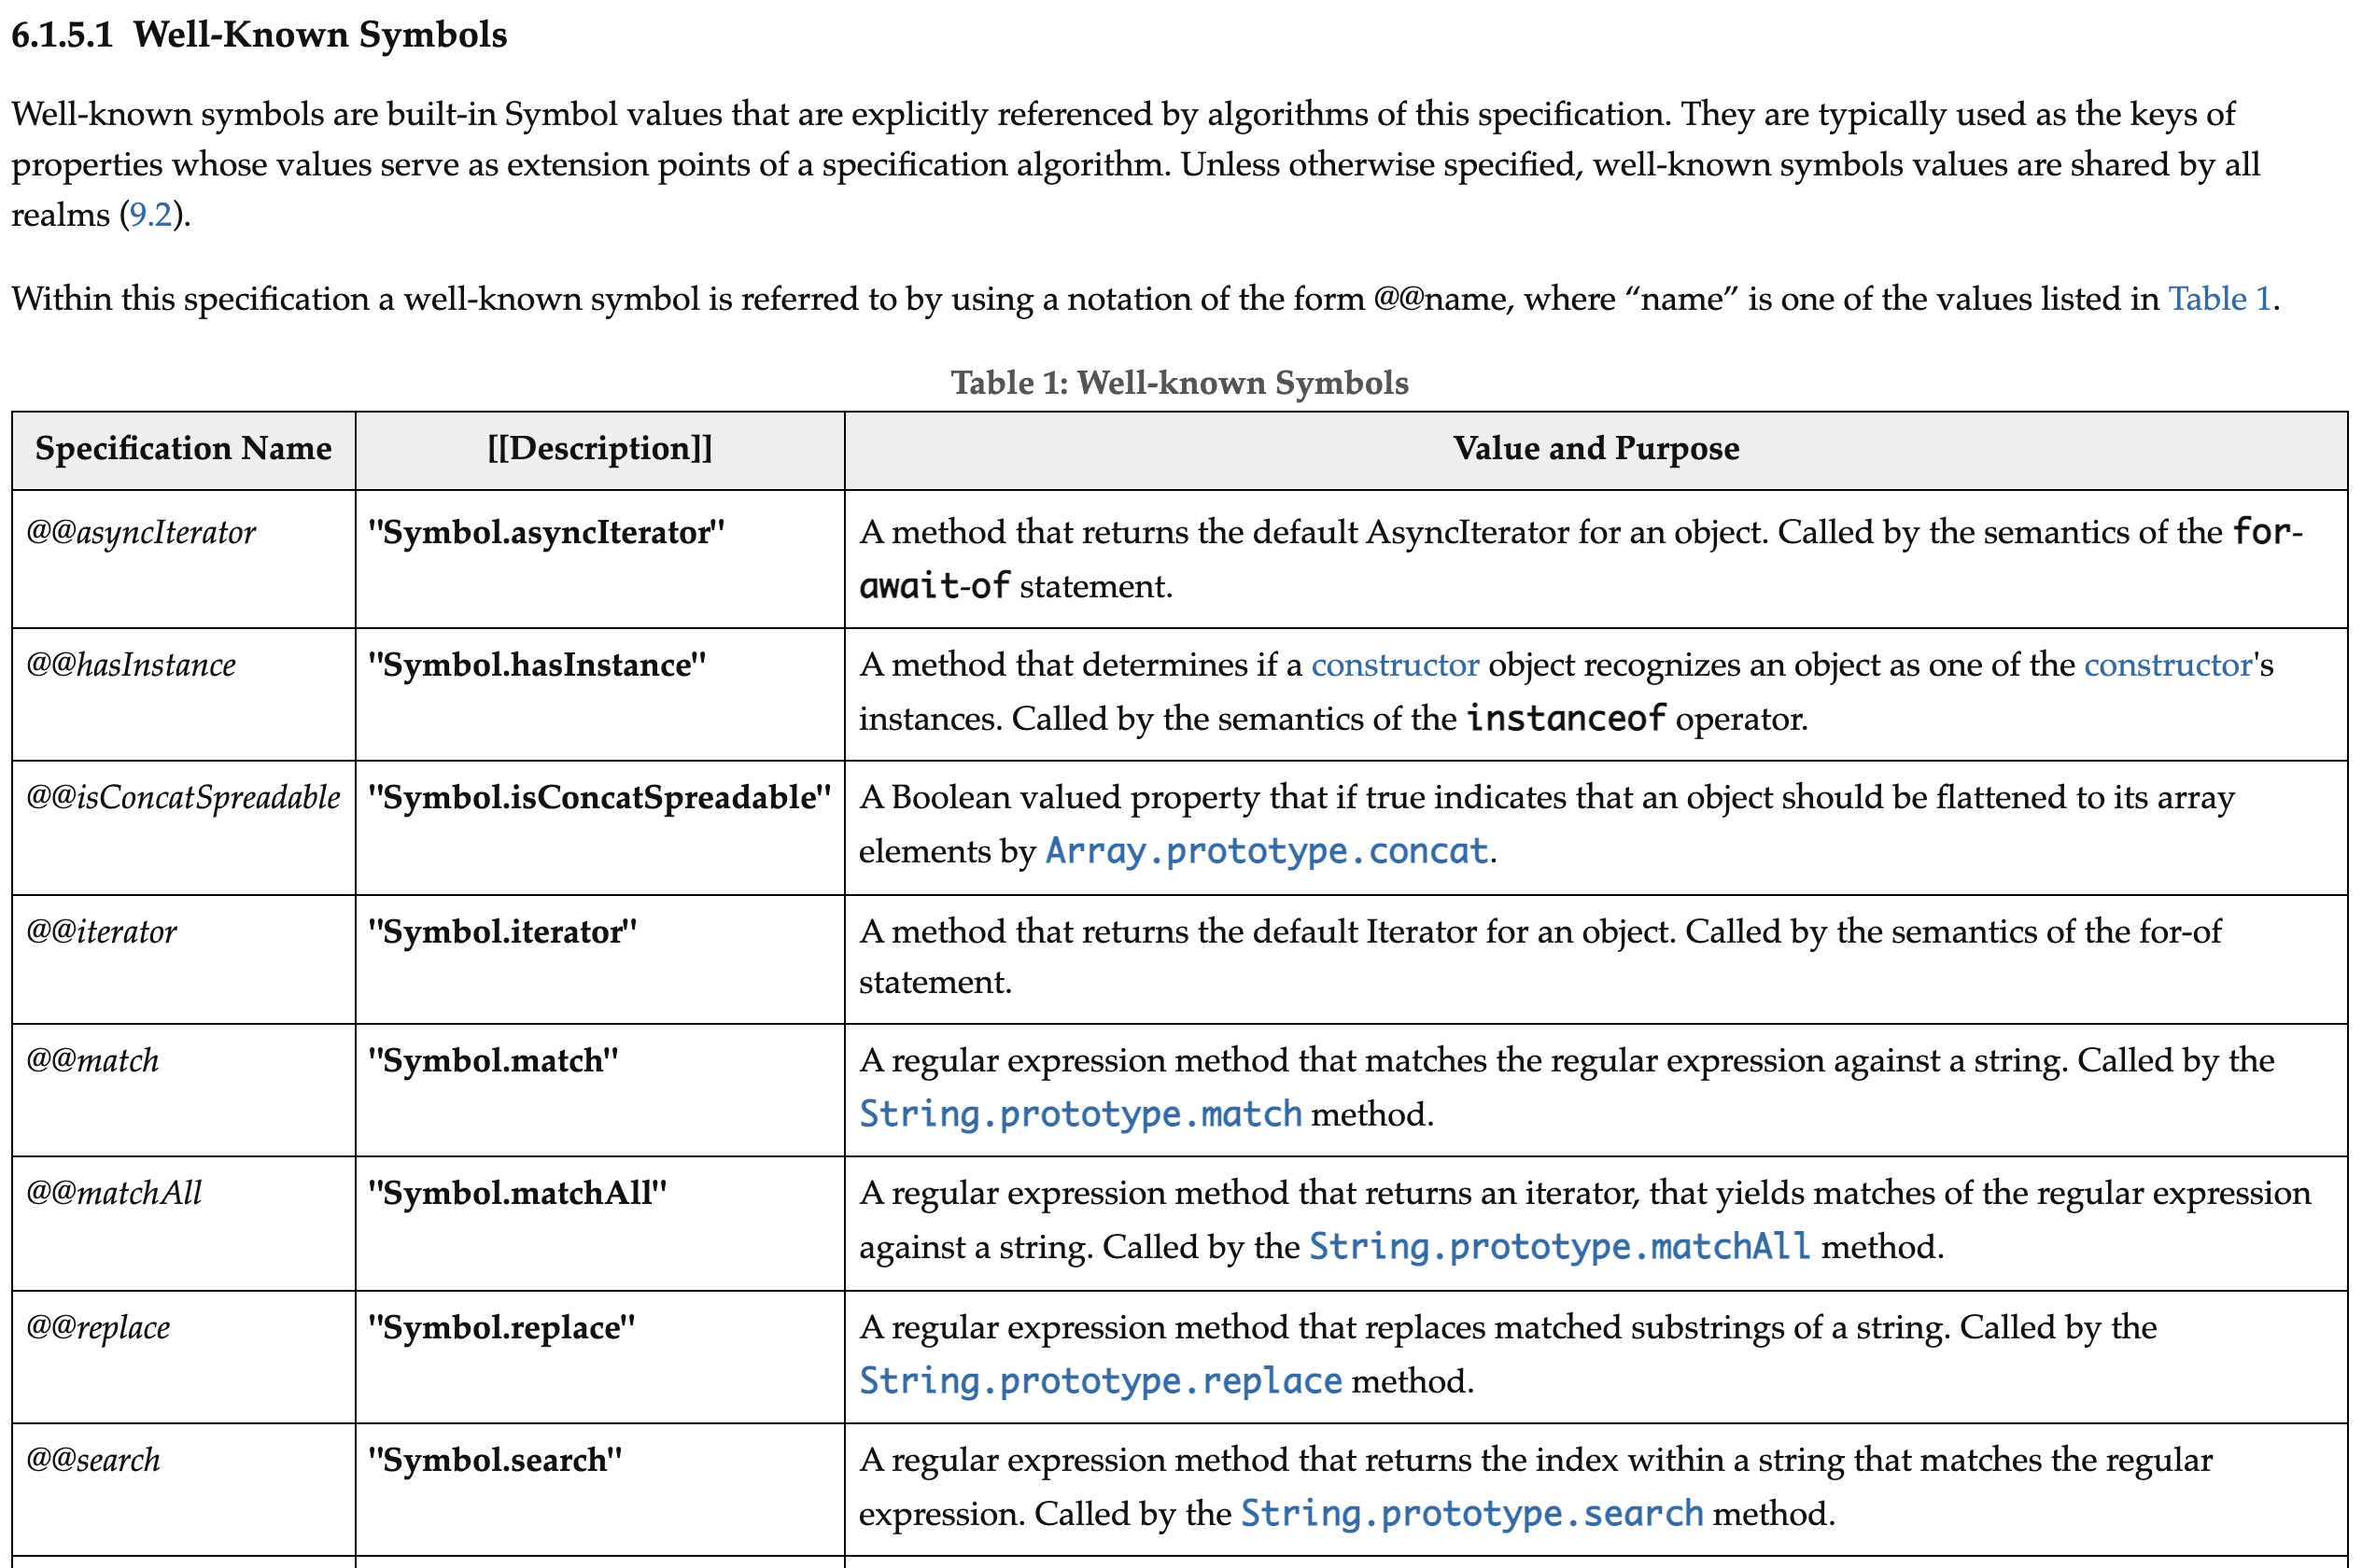 6.1.5.1 Well-Known Symbols
Well-known symbols are built-in Symbol values that are explicitly referenced by algorithms of this specification. They are typically used as the keys of
properties whose values serve as extension points of a specification algorithm. Unless otherwise specified, well-known symbols values are shared by all
realms (9.2).
Within this specification a well-known symbol is referred to by using a notation of the form @@name, where “name” is one of the values listed in Table 1.
Table 1: Well-known Symbols
Specification Name [[Description]] Value and Purpose
@@asyncIterator "Symbol.asyncIterator" A method that returns the default AsyncIterator for an object. Called by the semantics of the for-
await-of statement.
@@hasInstance "Symbol.hasInstance" A method that determines if a constructor object recognizes an object as one of the constructor's
instances. Called by the semantics of the instanceof operator.
@@isConcatSpreadable "Symbol.isConcatSpreadable" A Boolean valued property that if true indicates that an object should be flattened to its array
elements by Array.prototype.concat.
@@iterator "Symbol.iterator" A method that returns the default Iterator for an object. Called by the semantics of the for-of
statement.
@@match "Symbol.match" A regular expression method that matches the regular expression against a string. Called by the
String.prototype.match method.
@@matchAll "Symbol.matchAll" A regular expression method that returns an iterator, that yields matches of the regular expression
against a string. Called by the String.prototype.matchAll method.
@@replace "Symbol.replace" A regular expression method that replaces matched substrings of a string. Called by the
String.prototype.replace method.
@@search "Symbol.search" A regular expression method that returns the index within a string that matches the regular
expression. Called by the String.prototype.search method.